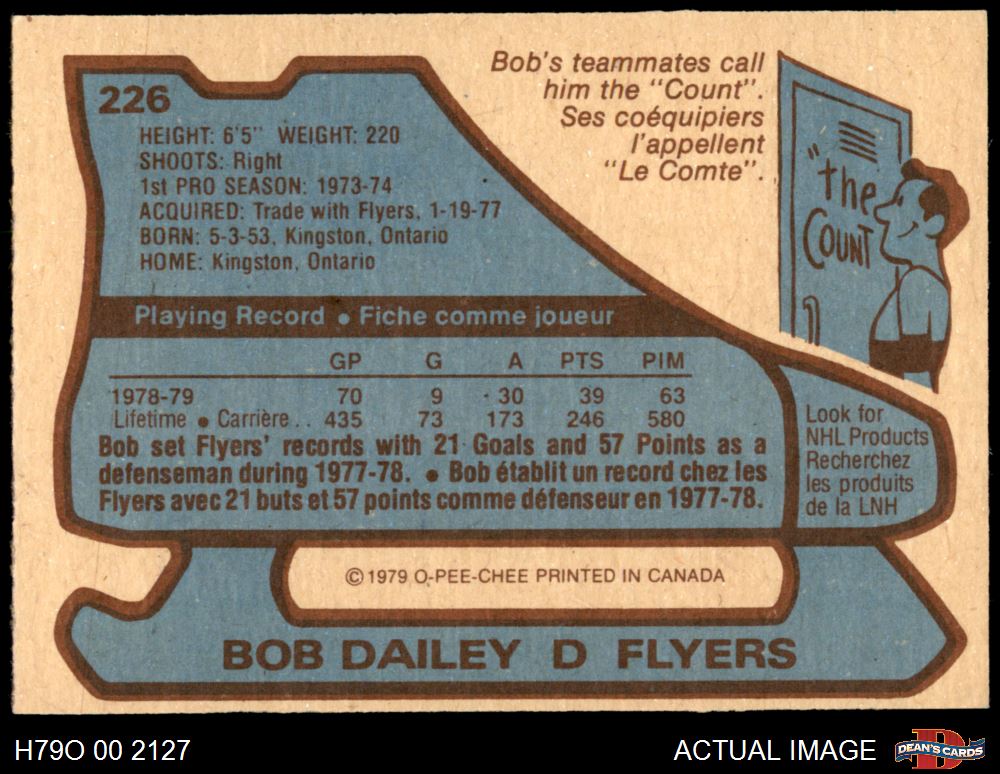 226
Bob's teammates call
him the "Count".
Ses coéquipiers
l'appellent
"Le Comte".
"the
COUNT
HEIGHT: 6'5" WEIGHT: 220
SHOOTS: Right
1st PRO SEASON: 1973-74
ACQUIRED: Trade with Flyers, 1-19-77
BORN: 5-3-53, Kingston, Ontario
HOME: Kingston, Ontario
Playing Record • Fiche comme joueur
GP G A PTS PIM
1978-79 70 9 30 39 63
Lifetime • Carrière .. 435 73 173 246 580
Bob set Flyers' records with 21 Goals and 57 Points as a
defenseman during 1977-78. • Bob établit un record chez les
Flyers avec 21 buts et 57 points comme défenseur en 1977-78.
Look for
NHL Products
Recherchez
les produits
de la LNH
© 1979 O-PEE-CHEE PRINTED IN CANADA
BOB DAILEY D FLYERS
H79O 00 2127
ACTUAL IMAGE
DEAN'S CARDS